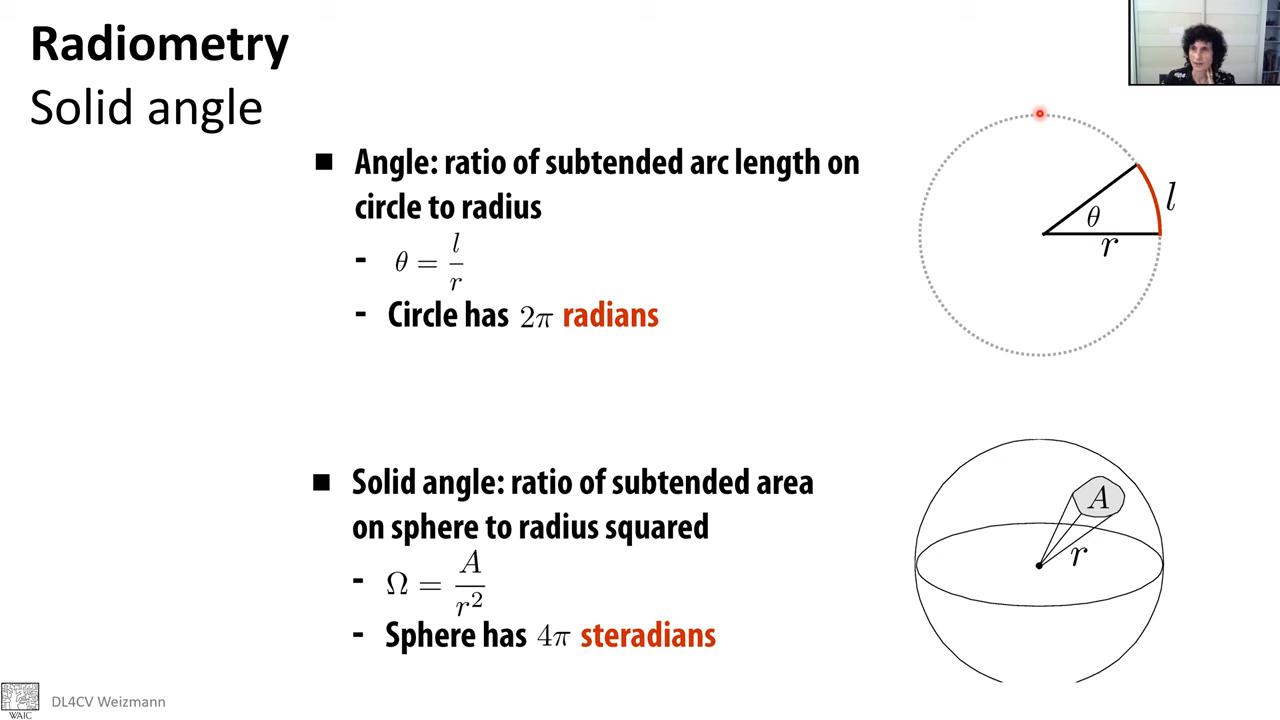 Radiometry
Solid angle
■ Angle: ratio of subtended arc length on
circle to radius
- θ = l/r
- Circle has 2π radians
θ
l
r
■ Solid angle: ratio of subtended area
on sphere to radius squared
- Ω = A/r²
- Sphere has 4π steradians
A
r
WAIC
DL4CV Weizmann